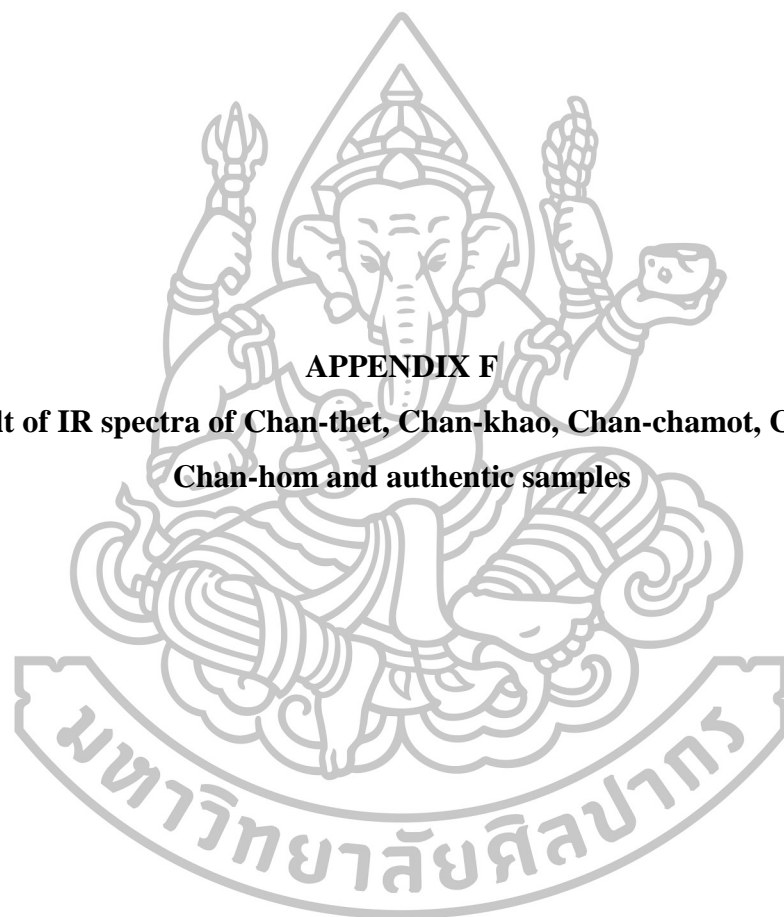 APPENDIX F
of IR spectra of Chan-thet, Chan-khao, Chan-chamot,
Chan-hom and authentic samples
มหาวิทยาลัยศิลปากร